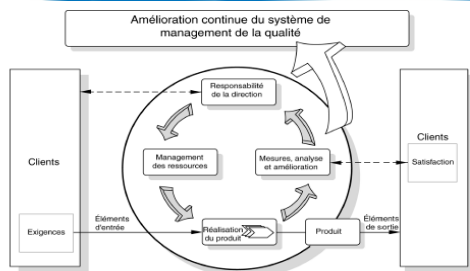 Amélioration continue du système de
management de la qualité
Responsabilité
de la direction
Clients
Management
des ressources
Mesures, analyse
et amélioration
Clients
Satisfaction
Exigences
Éléments
d'entrée
Réalisation
du produit
Produit
Éléments
de sortie